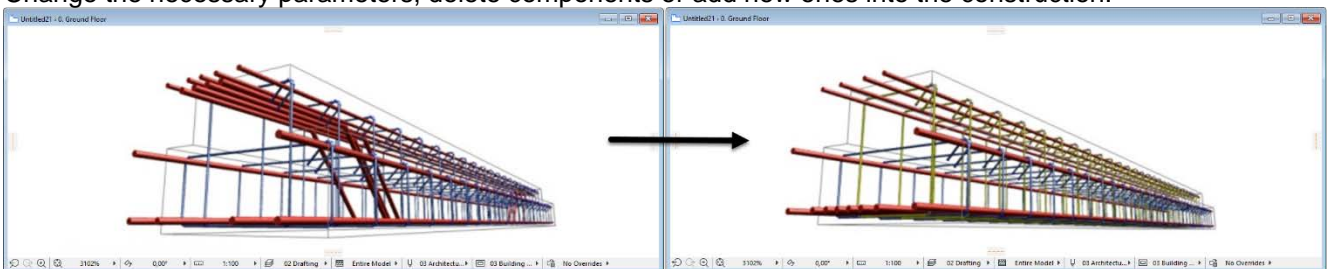 Change the necessary parameters, delete components or add new ones into the construction.
Untitled21 - 0. Ground Floor
3102% 0,00° 1:100 02 Drafting Entire Model 03 Architectu... 03 Building ... No Overrides
Untitled21 - 0. Ground Floor
3102% 0,00° 1:100 02 Drafting Entire Model 03 Architectu... 03 Building ... No Overrides